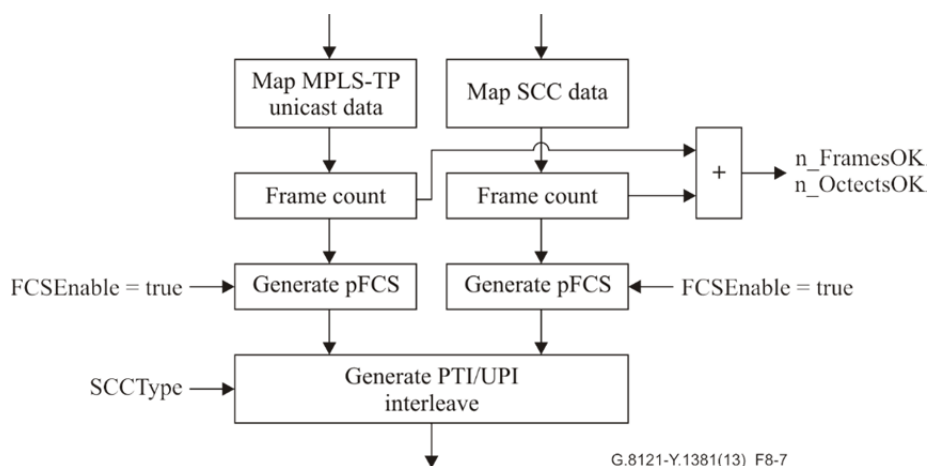 Map MPLS-TP
unicast data
Map SCC data
+
n_FramesOK.
n_OctectsOK.
Frame count
Frame count
FCSEnable = true
Generate pFCS
Generate pFCS
FCSEnable = true
SCCType
Generate PTI/UPI
interleave
G.8121-Y.1381(13)_F8-7